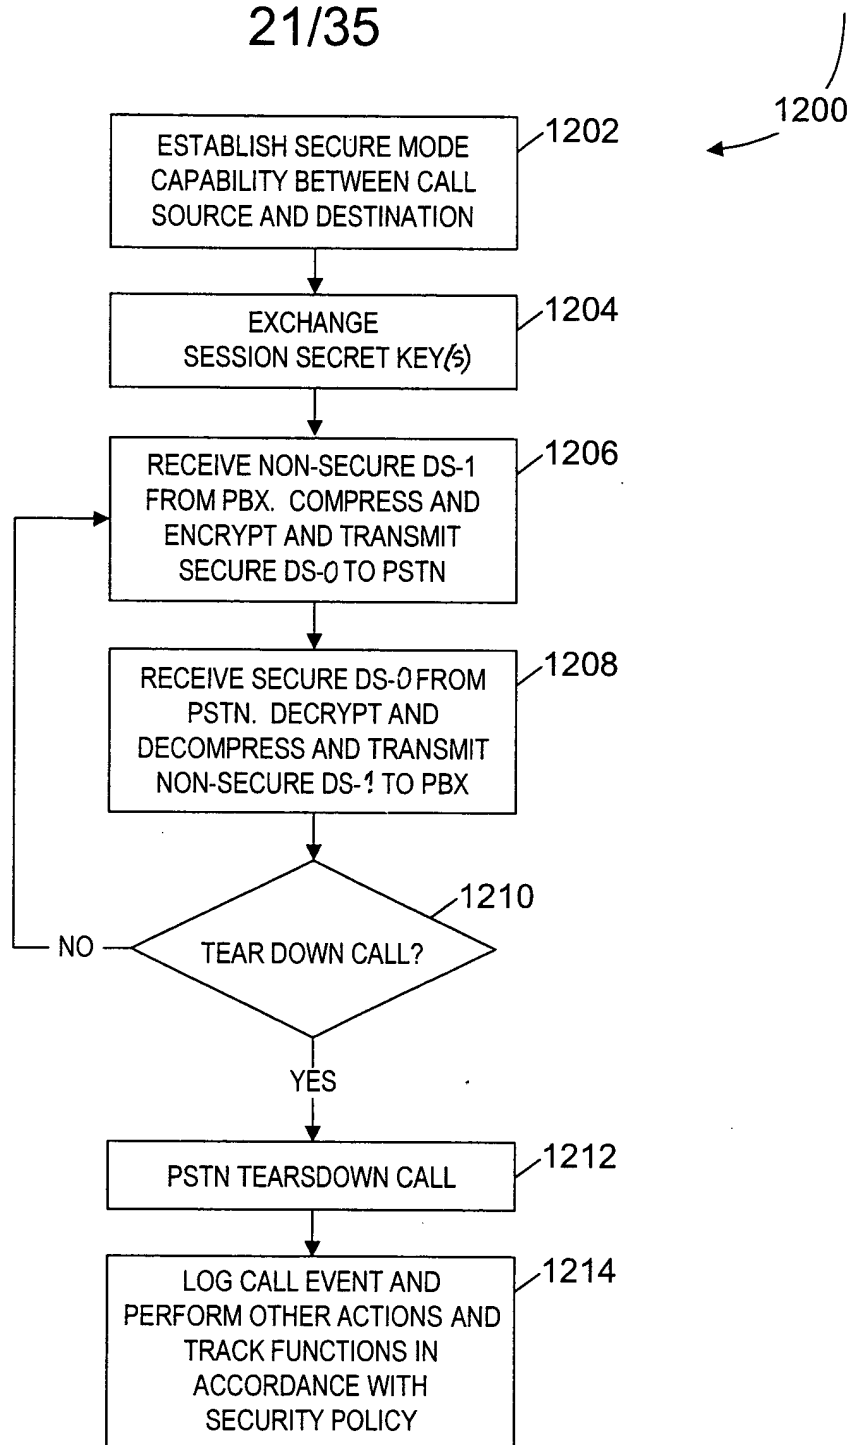 21/35
1200
1202
ESTABLISH SECURE MODE
CAPABILITY BETWEEN CALL
SOURCE AND DESTINATION
1204
EXCHANGE
SESSION SECRET KEY(S)
1206
RECEIVE NON-SECURE DS-1
FROM PBX. COMPRESS AND
ENCRYPT AND TRANSMIT
SECURE DS-0 TO PSTN
1208
RECEIVE SECURE DS-0 FROM
PSTN. DECRYPT AND
DECOMPRESS AND TRANSMIT
NON-SECURE DS-1 TO PBX
1210
NO
TEAR DOWN CALL?
YES
1212
PSTN TEARSDOWN CALL
1214
LOG CALL EVENT AND
PERFORM OTHER ACTIONS AND
TRACK FUNCTIONS IN
ACCORDANCE WITH
SECURITY POLICY